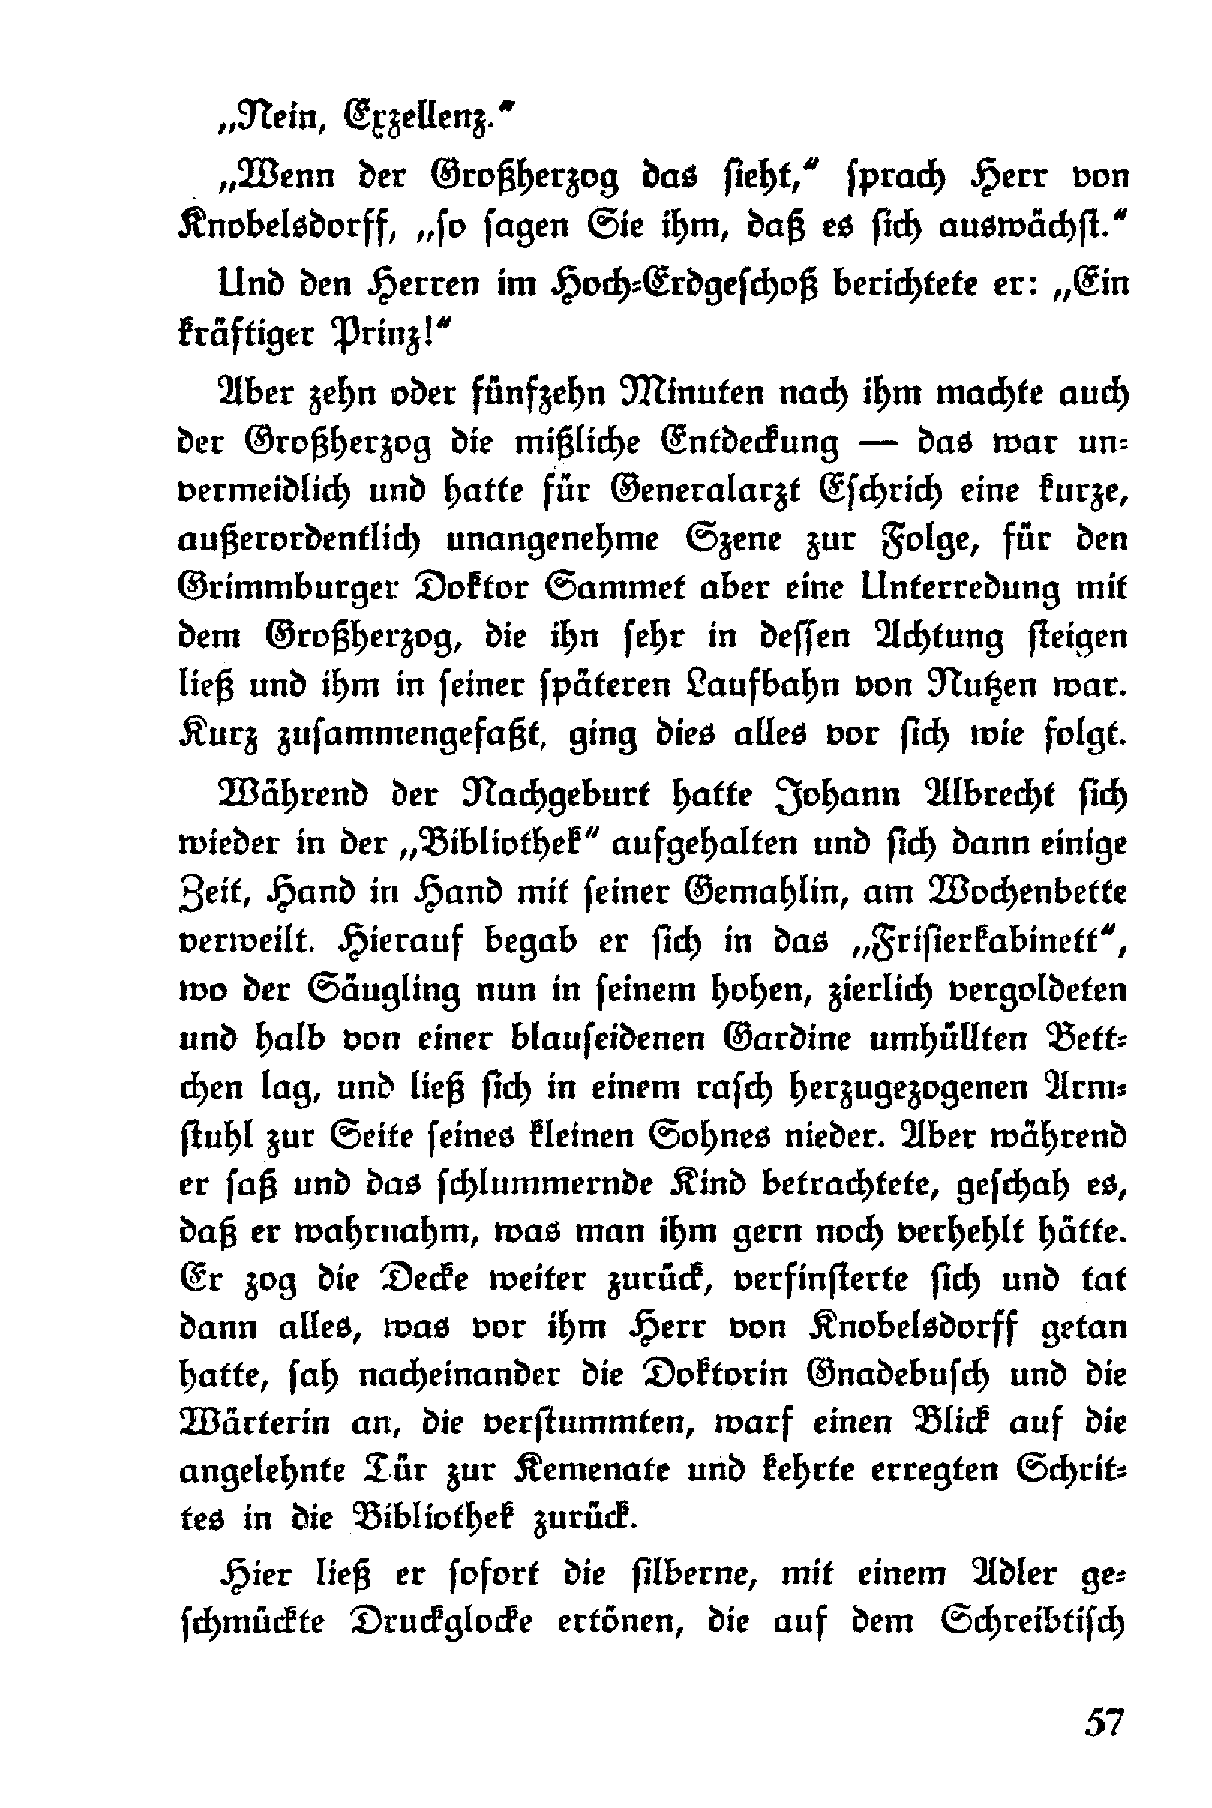 „Nein, Exzellenz.“
„Wenn der Großherzog das ſieht,“ ſprach Herr von
Knobelsdorff, „ſo ſagen Sie ihm, daß es ſich auswächſt.“
Und den Herren im Hoch-Erdgeſchoß berichtete er: „Ein
kräftiger Prinz!“
Aber zehn oder fünfzehn Minuten nach ihm machte auch
der Großherzog die mißliche Entdeckung — das war un-
vermeidlich und hatte für Generalarzt Eſchrich eine kurze,
außerordentlich unangenehme Szene zur Folge, für den
Grimmburger Doktor Sammet aber eine Unterredung mit
dem Großherzog, die ihn ſehr in deſſen Achtung ſteigen
ließ und ihm in ſeiner ſpäteren Laufbahn von Nutzen war.
Kurz zuſammengefaßt, ging dies alles vor ſich wie folgt.
Während der Nachgeburt hatte Johann Albrecht ſich
wieder in der „Bibliothek“ aufgehalten und ſich dann einige
Zeit, Hand in Hand mit ſeiner Gemahlin, am Wochenbette
verweilt. Hierauf begab er ſich in das „Friſierkabinett“,
wo der Säugling nun in ſeinem hohen, zierlich vergoldeten
und halb von einer blauſeidenen Gardine umhüllten Bett-
chen lag, und ließ ſich in einem raſch herzugezogenen Arm-
ſtuhl zur Seite ſeines kleinen Sohnes nieder. Aber während
er ſaß und das ſchlummernde Kind betrachtete, geſchah es,
daß er wahrnahm, was man ihm gern noch verhehlt hätte.
Er zog die Decke weiter zurück, verfinſterte ſich und tat
dann alles, was vor ihm Herr von Knobelsdorff getan
hatte, ſah nacheinander die Doktorin Gnadebuſch und die
Wärterin an, die verſtummten, warf einen Blick auf die
angelehnte Tür zur Kemenate und kehrte erregten Schrit-
tes in die Bibliothek zurück.
Hier ließ er ſofort die ſilberne, mit einem Adler ge-
ſchmückte Druckglocke ertönen, die auf dem Schreibtiſch
57